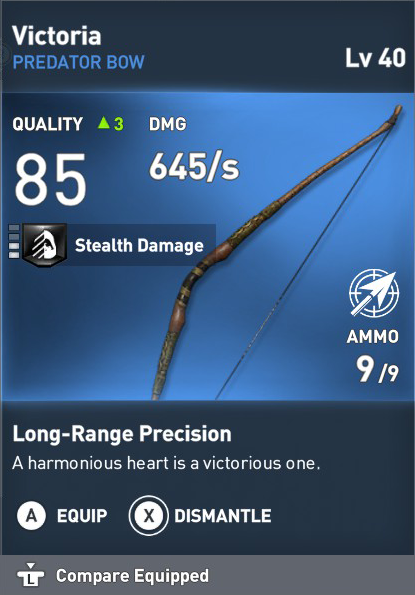 Victoria
PREDATOR BOW
Lv 40
QUALITY ▲3 DMG
85 645/s
Stealth Damage
AMMO
9/9
Long-Range Precision
A harmonious heart is a victorious one.
A EQUIP X DISMANTLE
L Compare Equipped